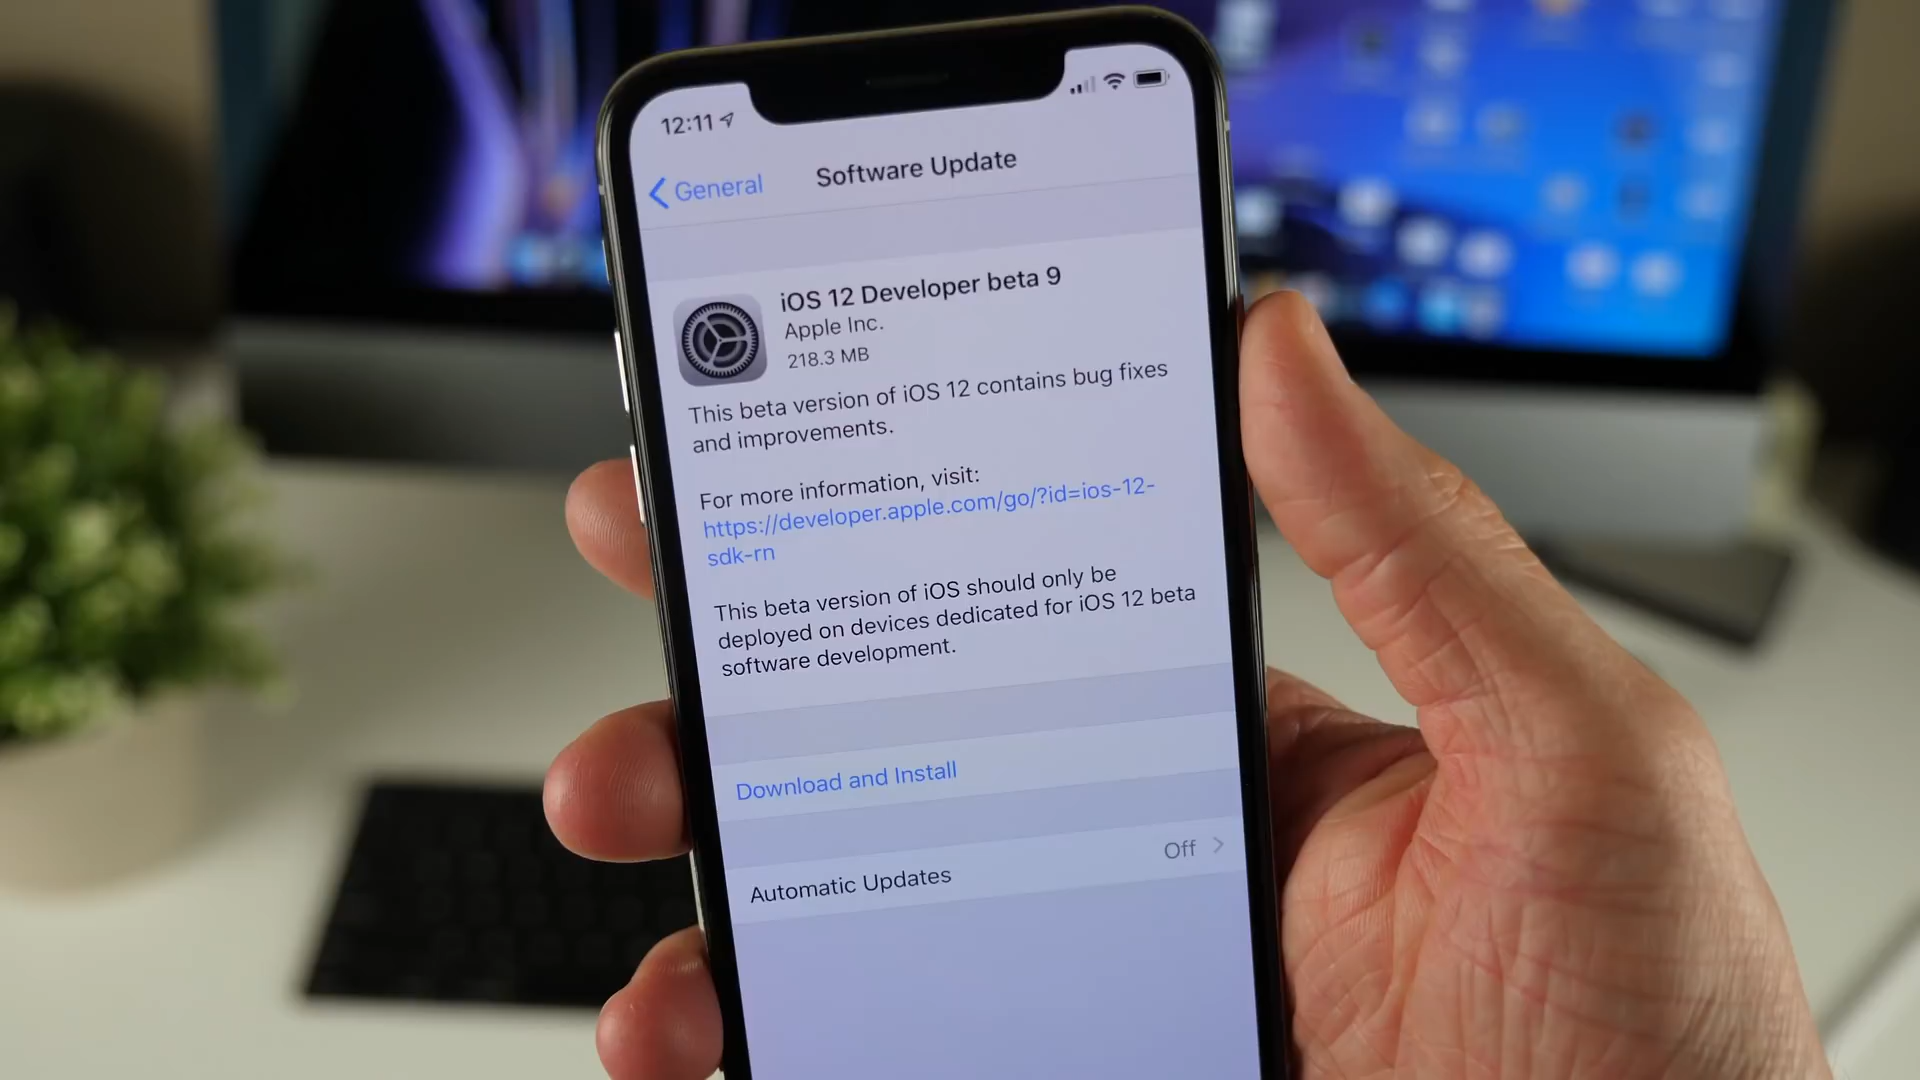 12:11
General
Software Update
iOS 12 Developer beta 9
Apple Inc.
218.3 MB
This beta version of iOS 12 contains bug fixes
and improvements.
For more information, visit:
https://developer.apple.com/go/?id=ios-12-
sdk-rn
This beta version of iOS should only be
deployed on devices dedicated for iOS 12 beta
software development.
Download and Install
Automatic Updates
Off